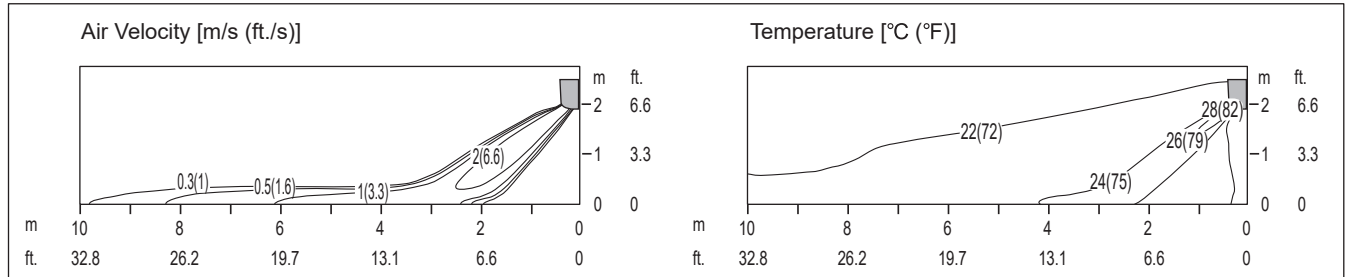 Air Velocity [m/s (ft./s)]
m ft.
2 6.6
1 3.3
0 0
2(6.6)
0.3(1)
0.5(1.6)
1(3.3)
m 10 8 6 4 2 0
ft. 32.8 26.2 19.7 13.1 6.6 0
Temperature [°C (°F)]
m ft.
2 6.6
1 3.3
0 0
28(82)
22(72)
26(79)
24(75)
m 10 8 6 4 2 0
ft. 32.8 26.2 19.7 13.1 6.6 0